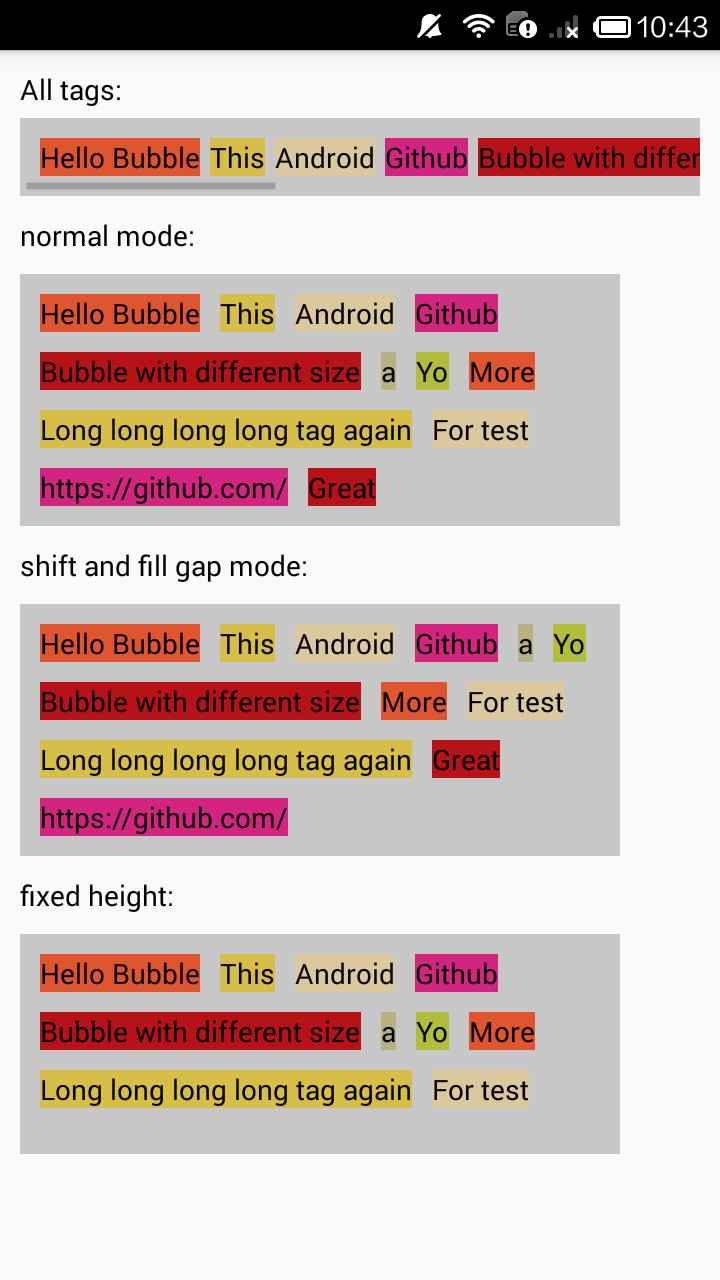 10:43
All tags:
Hello Bubble This Android Github Bubble with differ
normal mode:
Hello Bubble This Android Github
Bubble with different size a Yo More
Long long long long tag again For test
https://github.com/ Great
shift and fill gap mode:
Hello Bubble This Android Github a Yo
Bubble with different size More For test
Long long long long tag again Great
https://github.com/
fixed height:
Hello Bubble This Android Github
Bubble with different size a Yo More
Long long long long tag again For test